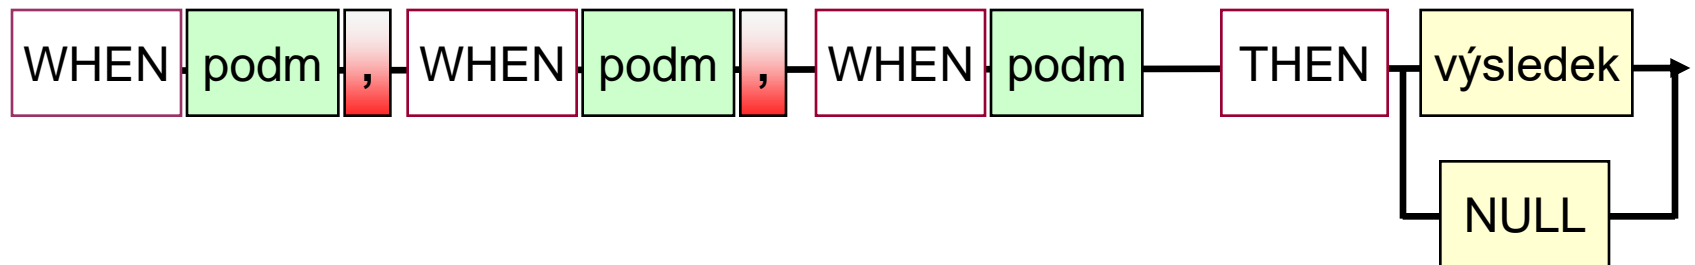 WHEN podm , WHEN podm , WHEN podm THEN výsledek
NULL